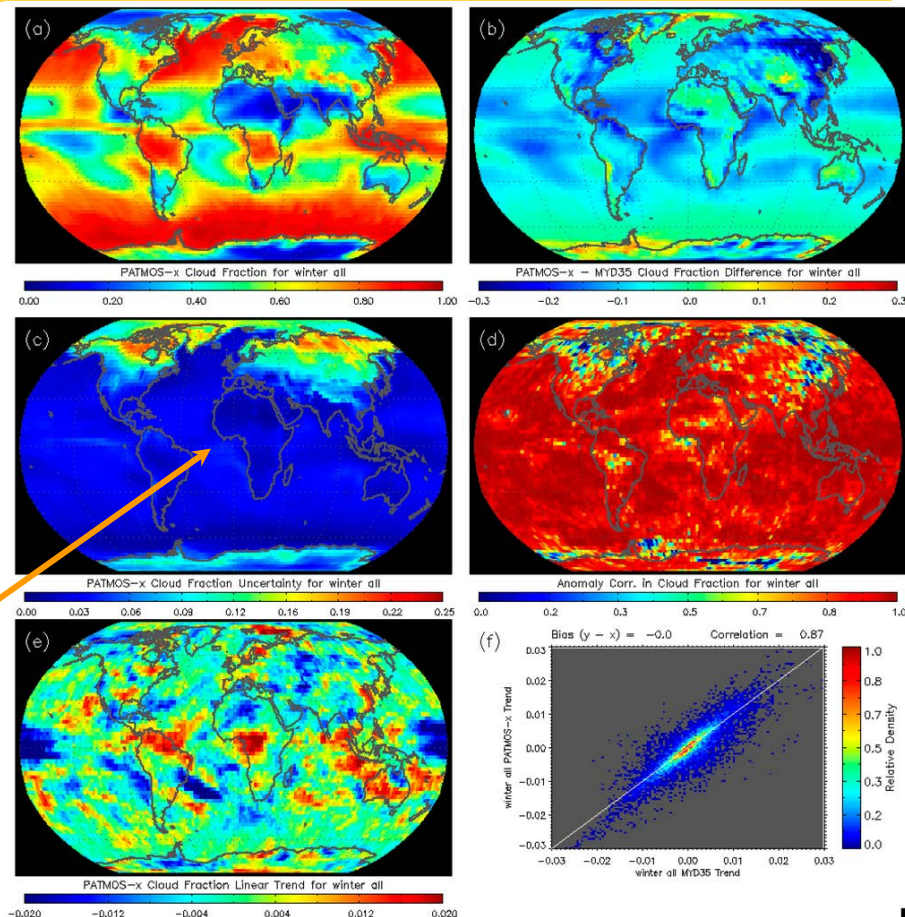 (a)
PATMOS-x Cloud Fraction for winter all
0.00 0.20 0.40 0.60 0.80 1.00
(b)
PATMOS-x - MYD35 Cloud Fraction Difference for winter all
-0.3 -0.2 -0.1 0.0 0.1 0.2 0.3
(c)
PATMOS-x Cloud Fraction Uncertainty for winter all
0.00 0.03 0.06 0.09 0.12 0.16 0.19 0.22 0.25
(d)
Anomaly Corr. in Cloud Fraction for winter all
0.0 0.2 0.3 0.5 0.7 0.8 1.0
(e)
PATMOS-x Cloud Fraction Linear Trend for winter all
-0.020 -0.012 -0.004 0.004 0.012 0.020
(f)
Bias (y - x) = -0.0 Correlation = 0.87
winter all PATMOS-x Trend
0.03
0.01
0.00
-0.01
-0.02
-0.03
-0.03 -0.02 -0.01 0.00 0.01 0.02 0.03
winter all MYD35 Trend
1.0
0.8
0.7
0.5
0.3
0.2
0.0
Relative Density